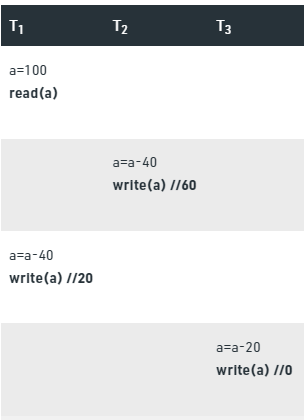 T1 T2 T3
a=100
read(a)
a=a-40
write(a) //60
a=a-40
write(a) //20
a=a-20
write(a) //0